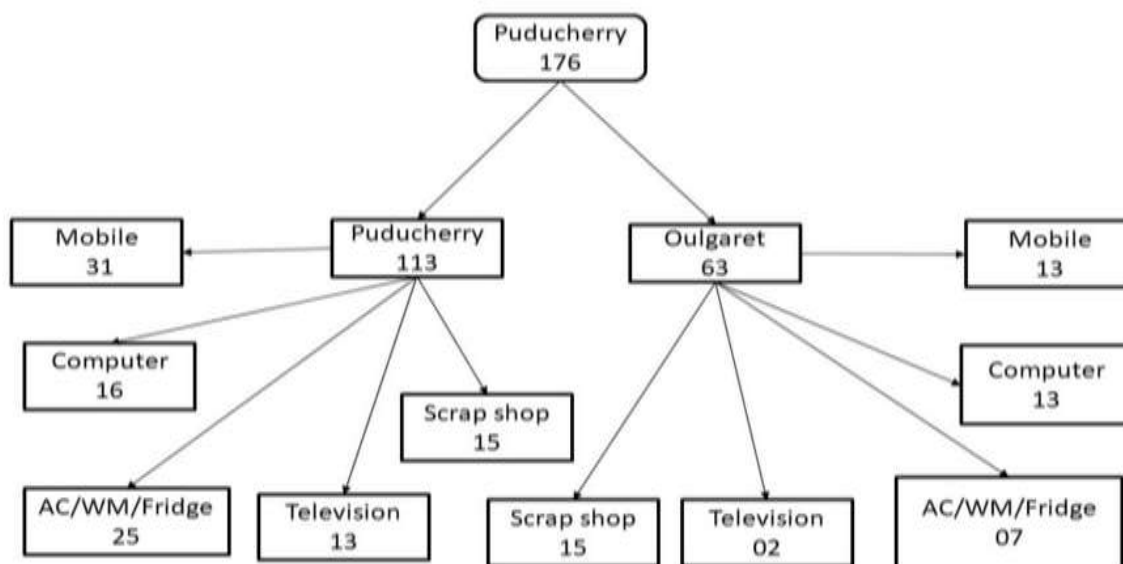 Puducherry
176
Mobile
31
Puducherry
113
Oulgaret
63
Mobile
13
Computer
16
Computer
13
Scrap shop
15
AC/WM/Fridge
25
Television
13
Scrap shop
15
Television
02
AC/WM/Fridge
07